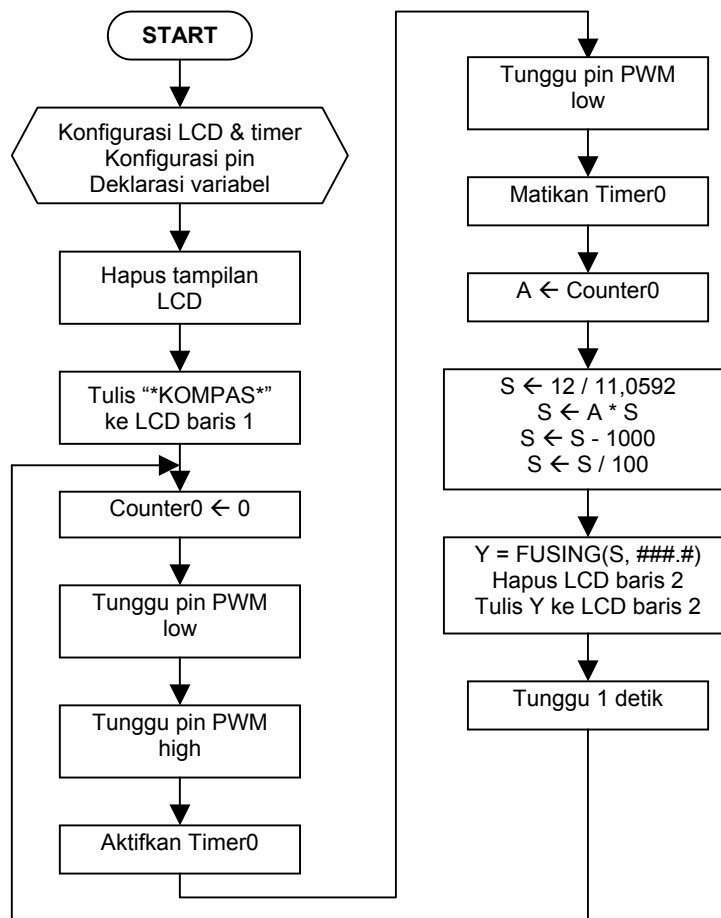 START
Konfigurasi LCD & timer
Konfigurasi pin
Deklarasi variabel
Hapus tampilan
LCD
Tulis “*KOMPAS*”
ke LCD baris 1
Counter0 ← 0
Tunggu pin PWM
low
Tunggu pin PWM
high
Aktifkan Timer0
Tunggu pin PWM
low
Matikan Timer0
A ← Counter0
S ← 12 / 11,0592
S ← A * S
S ← S - 1000
S ← S / 100
Y = FUSING(S, ###.#)
Hapus LCD baris 2
Tulis Y ke LCD baris 2
Tunggu 1 detik